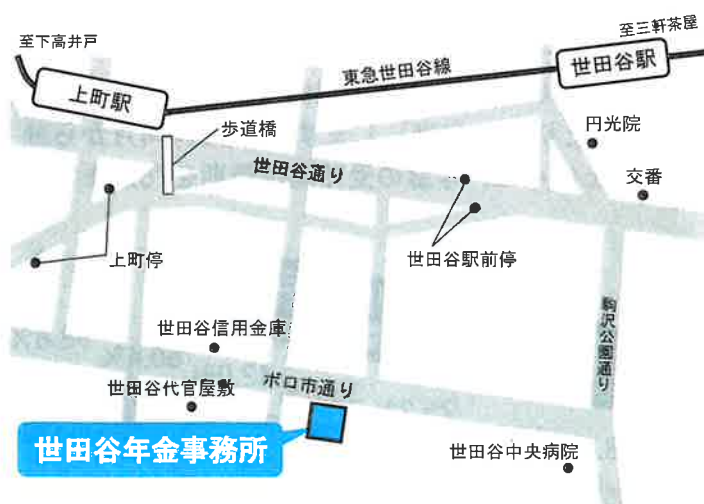 至下高井戸
至三軒茶屋
上町駅
東急世田谷線
世田谷駅
歩道橋
円光院
世田谷通り
交番
上町停
世田谷駅前停
駒沢公園通り
世田谷信用金庫
世田谷代官屋敷
ボロ市通り
世田谷年金事務所
世田谷中央病院